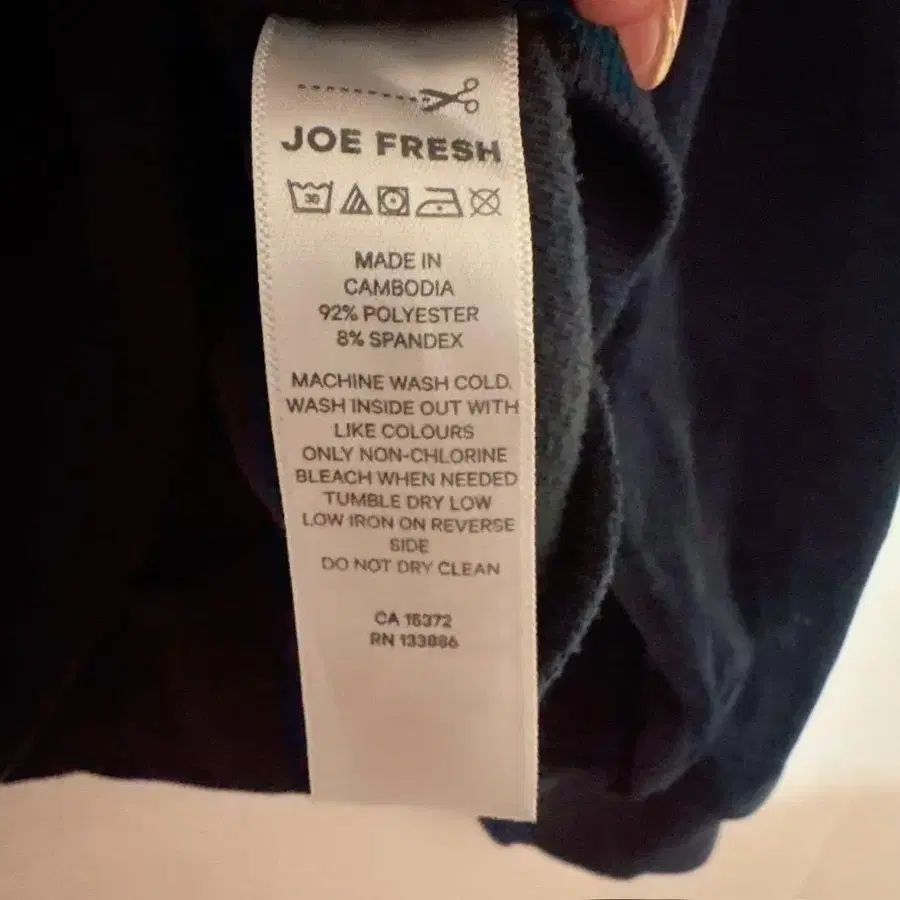 JOE FRESH
30
MADE IN
CAMBODIA
92% POLYESTER
8% SPANDEX
MACHINE WASH COLD.
WASH INSIDE OUT WITH
LIKE COLOURS
ONLY NON-CHLORINE
BLEACH WHEN NEEDED
TUMBLE DRY LOW
LOW IRON ON REVERSE
SIDE
DO NOT DRY CLEAN
CA 15372
RN 133886